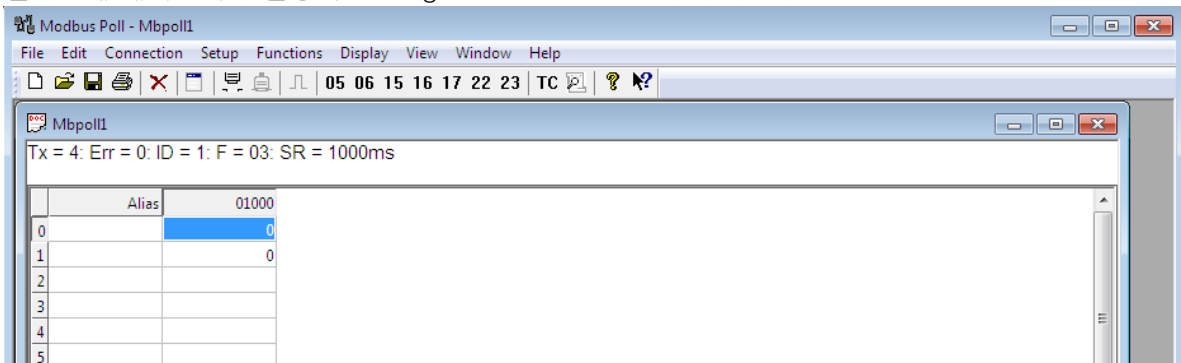 Modbus Poll - Mbpoll1
File Edit Connection Setup Functions Display View Window Help
05 06 15 16 17 22 23 TC
Mbpoll1
Tx = 4: Err = 0: ID = 1: F = 03: SR = 1000ms
Alias 01000
0 0
1 0
2
3
4
5